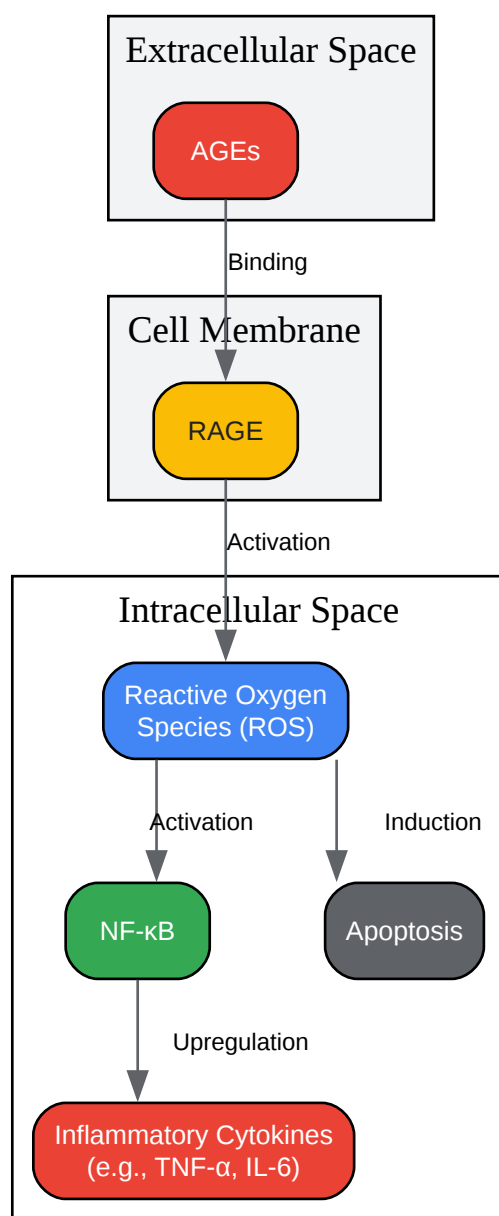 Extracellular Space
AGEs
Binding
Cell Membrane
RAGE
Activation
Intracellular Space
Reactive Oxygen
Species (ROS)
Activation
Induction
NF-κB
Apoptosis
Upregulation
Inflammatory Cytokines
(e.g., TNF-α, IL-6)